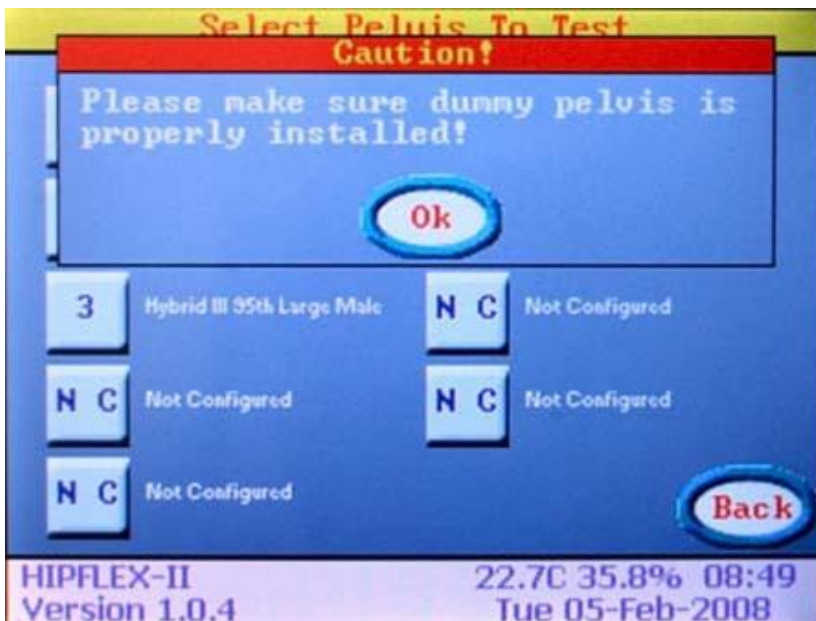 Select Pelvis To Test
Caution!
Please make sure dummy pelvis is
properly installed!
Ok
3 Hybrid III 95th Large Male N C Not Configured
N C Not Configured N C Not Configured
N C Not Configured
Back
HIPFLEX-II 22.7C 35.8% 08:49
Version 1.0.4 Tue 05-Feb-2008